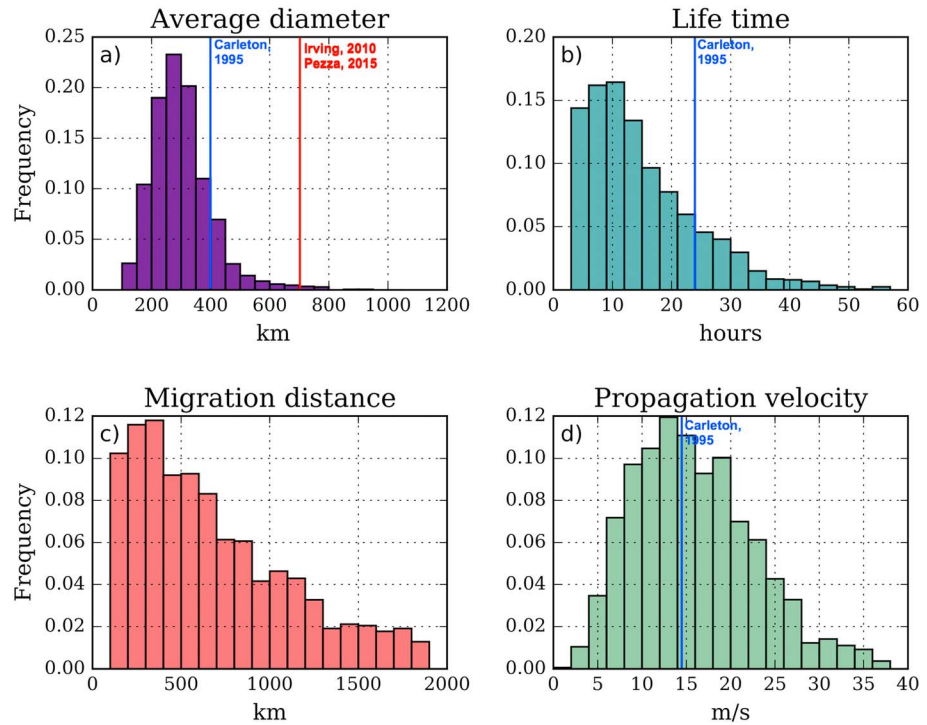 Average diameter
a)
Carleton,
1995
Irving, 2010
Pezza, 2015
0.25
0.20
0.15
0.10
0.05
0.00
Frequency
0 200 400 600 800 1000 1200
km
Life time
b)
Carleton,
1995
0.20
0.15
0.10
0.05
0.00
0 10 20 30 40 50 60
hours
Migration distance
c)
0.12
0.10
0.08
0.06
0.04
0.02
0.00
Frequency
0 500 1000 1500 2000
km
Propagation velocity
d)
Carleton,
1995
0.12
0.10
0.08
0.06
0.04
0.02
0.00
0 5 10 15 20 25 30 35 40
m/s